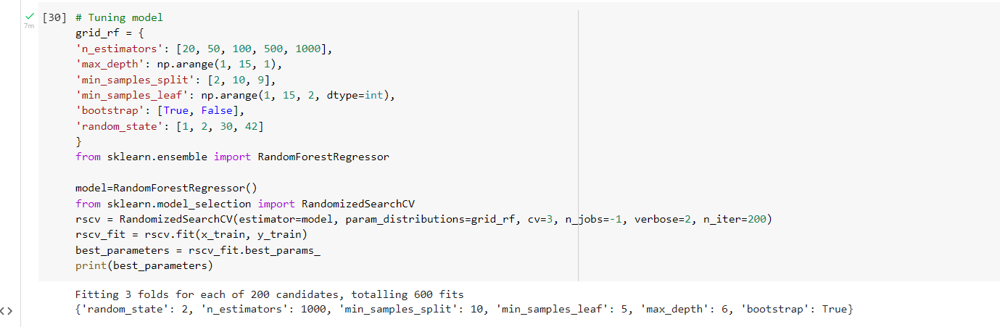 [30] # Tuning model
7m
grid_rf = {
'n_estimators': [20, 50, 100, 500, 1000],
'max_depth': np.arange(1, 15, 1),
'min_samples_split': [2, 10, 9],
'min_samples_leaf': np.arange(1, 15, 2, dtype=int),
'bootstrap': [True, False],
'random_state': [1, 2, 30, 42]
}
from sklearn.ensemble import RandomForestRegressor
model=RandomForestRegressor()
from sklearn.model_selection import RandomizedSearchCV
rscv = RandomizedSearchCV(estimator=model, param_distributions=grid_rf, cv=3, n_jobs=-1, verbose=2, n_iter=200)
rscv_fit = rscv.fit(x_train, y_train)
best_parameters = rscv_fit.best_params_
print(best_parameters)
Fitting 3 folds for each of 200 candidates, totalling 600 fits
{'random_state': 2, 'n_estimators': 1000, 'min_samples_split': 10, 'min_samples_leaf': 5, 'max_depth': 6, 'bootstrap': True}